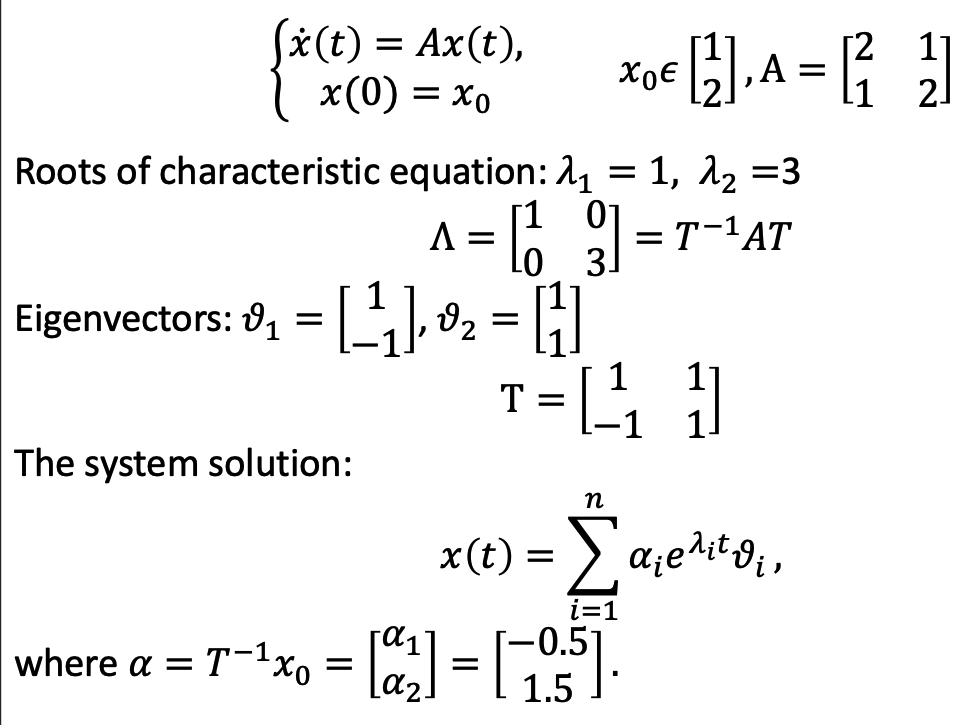 {ẋ(t) = Ax(t), x(0) = x₀    x₀ϵ [1; 2], A = [2 1; 1 2]
Roots of characteristic equation: λ₁ = 1, λ₂ =3
Λ = [1 0; 0 3] = T⁻¹AT
Eigenvectors: ϑ₁ = [1; −1], ϑ₂ = [1; 1]
T = [1 1; −1 1]
The system solution:
x(t) = ∑ᵢ₌₁ⁿ αᵢe^{λᵢt}ϑᵢ,
where α = T⁻¹x₀ = [α₁; α₂] = [−0.5; 1.5].